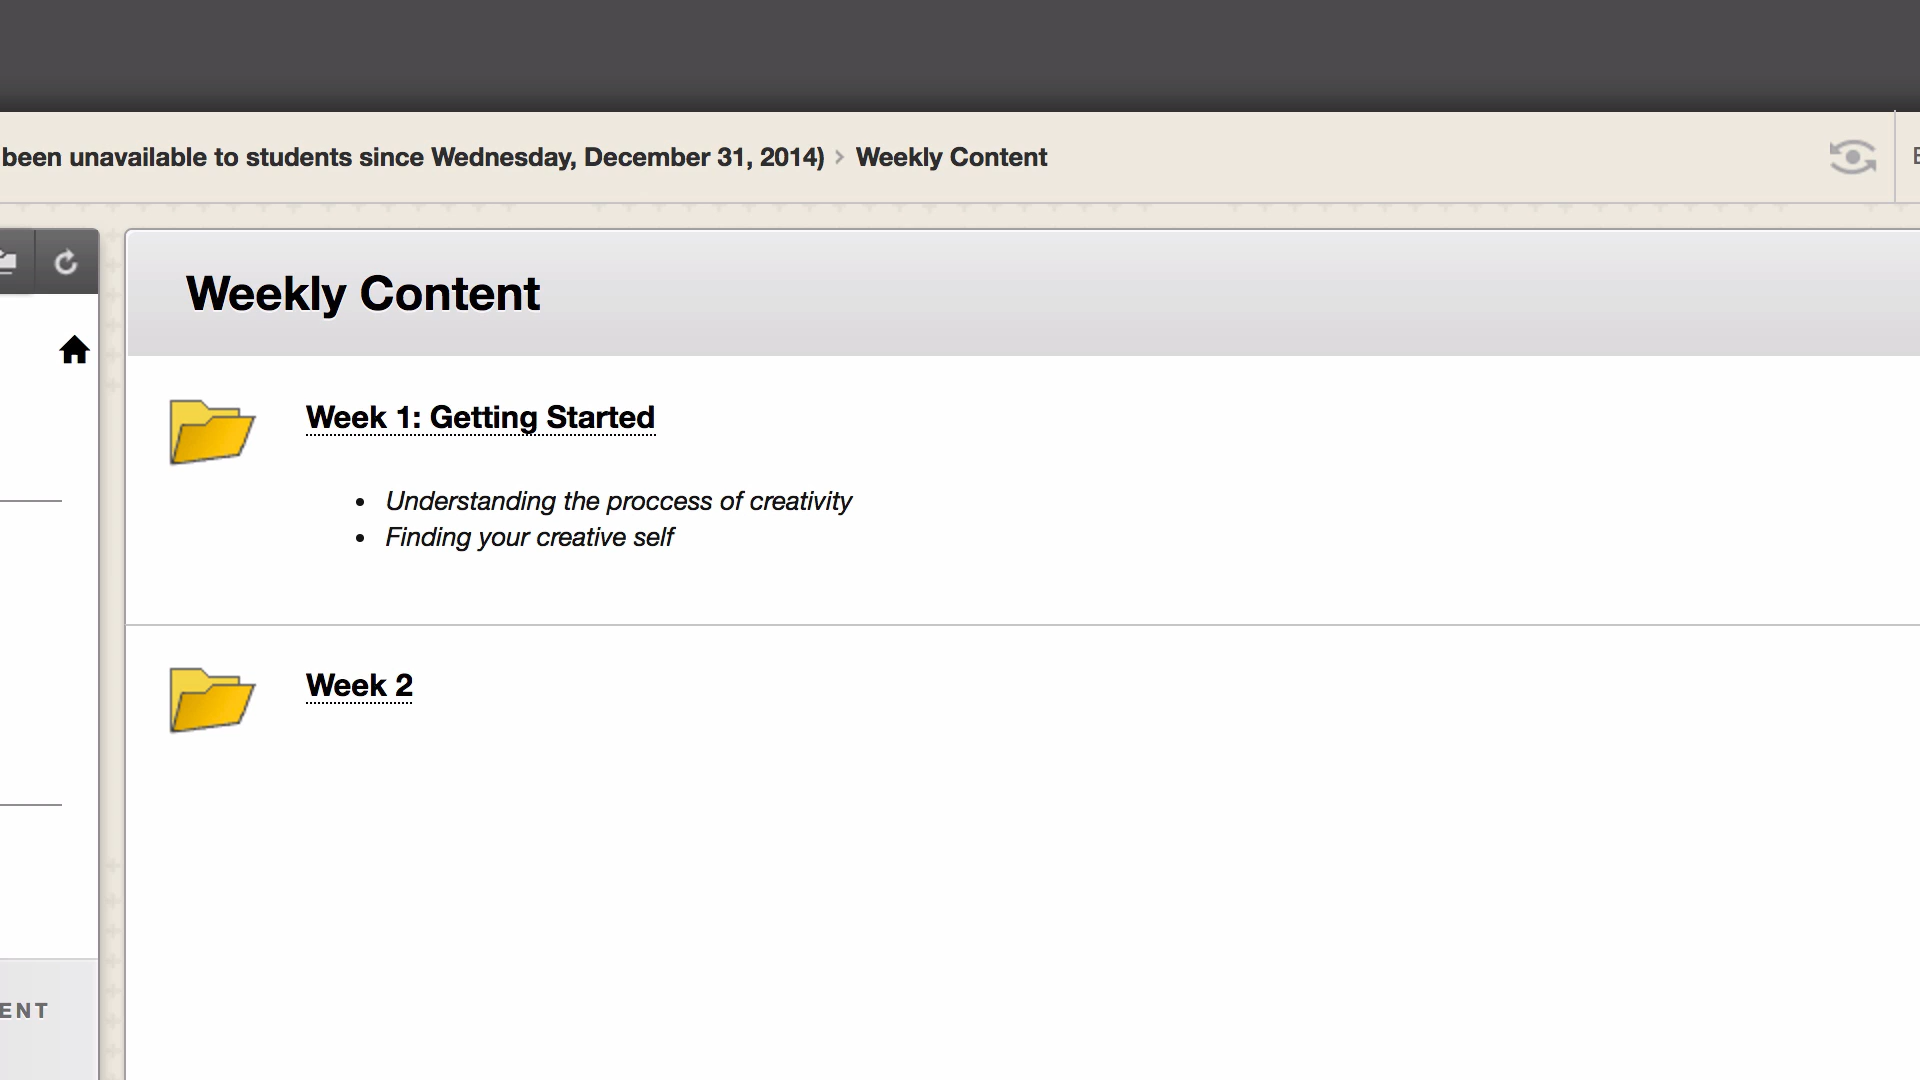 been unavailable to students since Wednesday, December 31, 2014) > Weekly Content
Weekly Content
Week 1: Getting Started
• Understanding the proccess of creativity
• Finding your creative self
Week 2
ENT